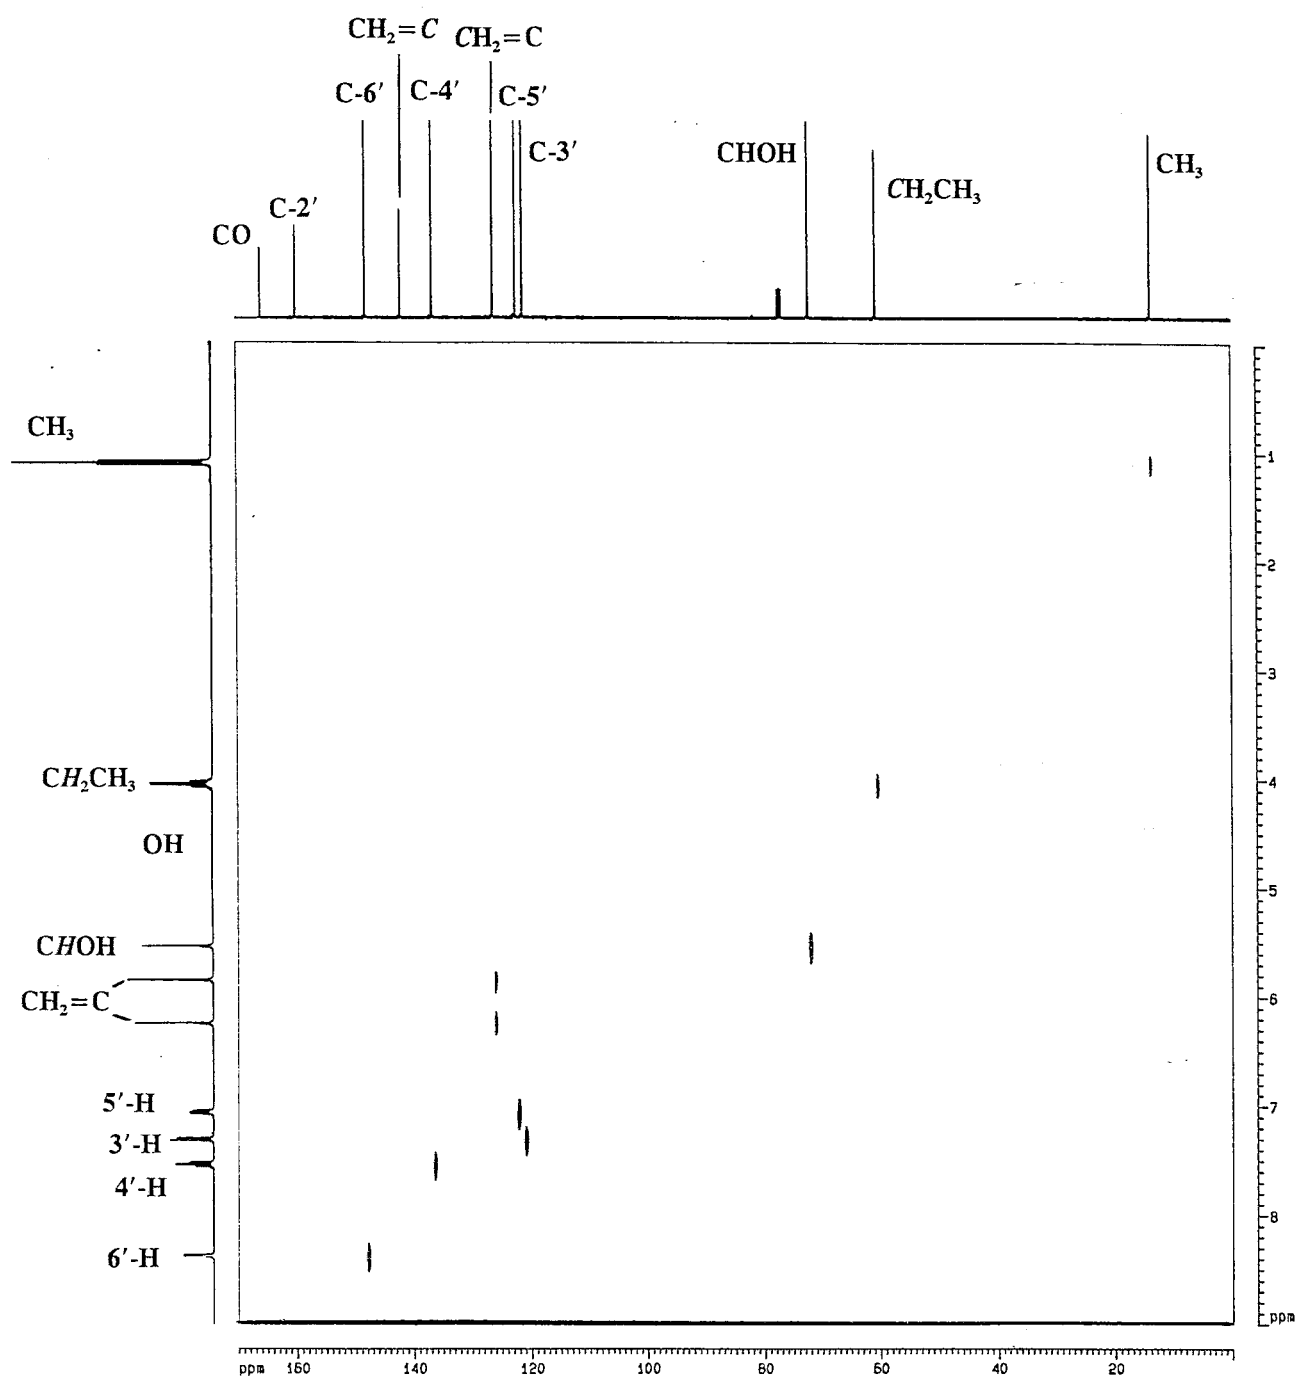 CH₂=C CH₂=C
C-6′ C-4′ C-5′
C-3′
CHOH
CH₃
CH₂CH₃
C-2′
CO
CH₃
1
2
3
CH₂CH₃
4
OH
5
CHOH
CH₂=C
6
5′-H
7
3′-H
4′-H
8
6′-H
ppm
ppm 160 140 120 100 80 60 40 20